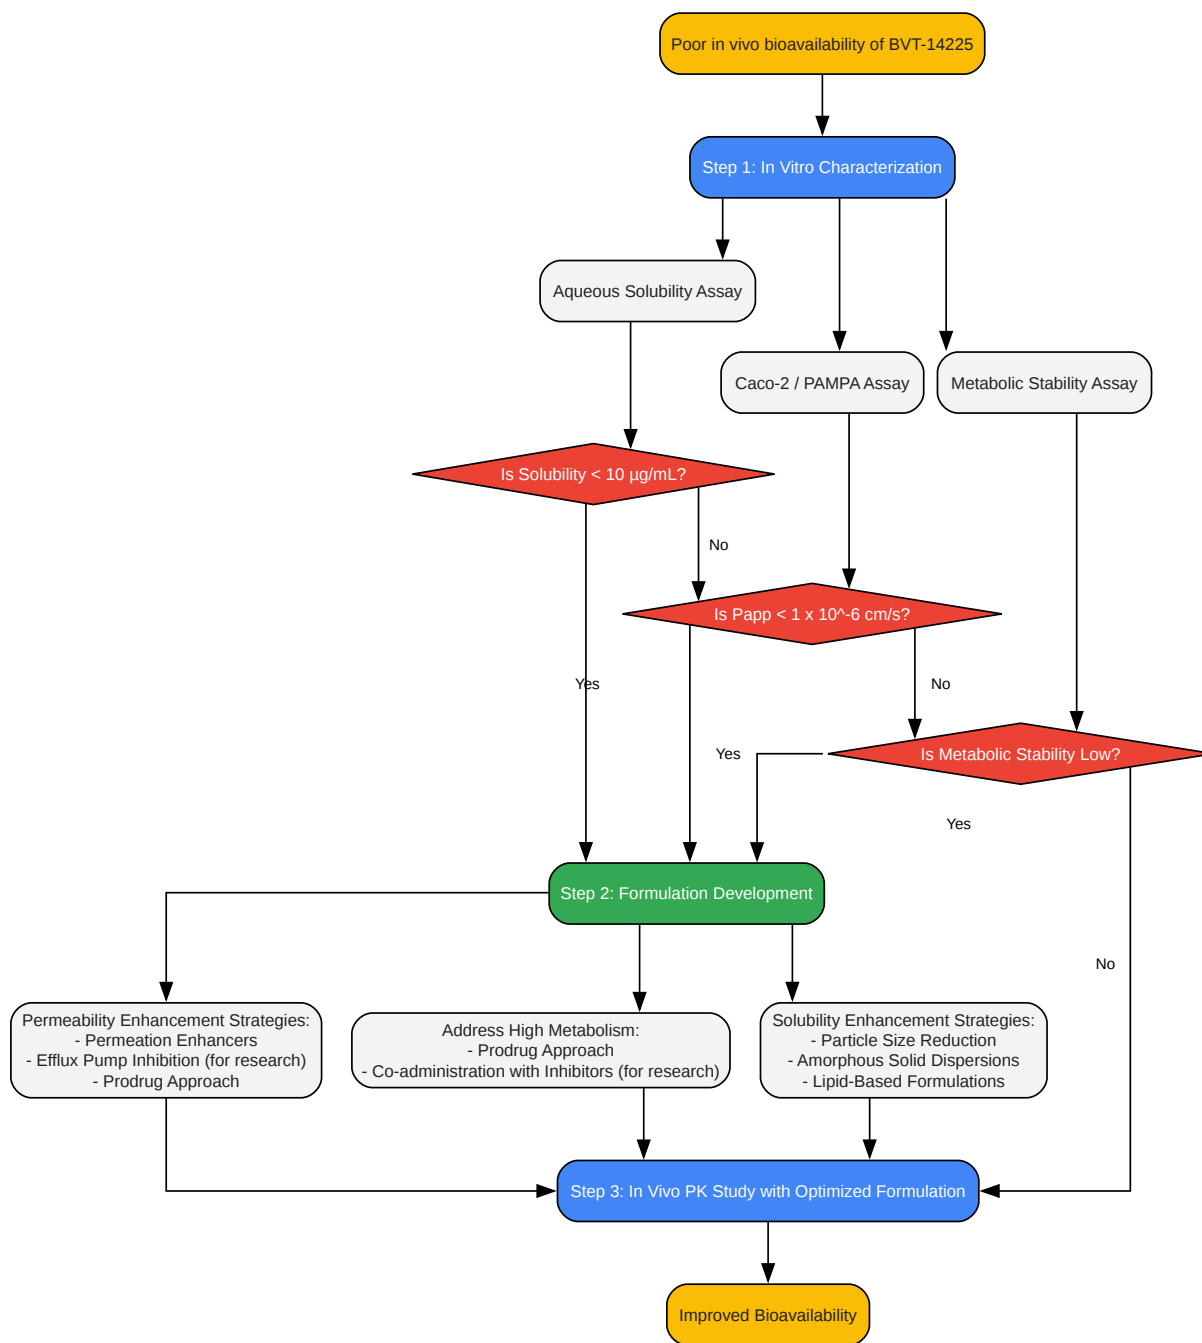 Poor in vivo bioavailability of BVT-14225
Step 1: In Vitro Characterization
Aqueous Solubility Assay
Caco-2 / PAMPA Assay
Metabolic Stability Assay
Is Solubility < 10 µg/mL?
No
Is Papp < 1 x 10^-6 cm/s?
Yes
No
Yes
Is Metabolic Stability Low?
Yes
Step 2: Formulation Development
No
Permeability Enhancement Strategies:
- Permeation Enhancers
- Efflux Pump Inhibition (for research)
- Prodrug Approach
Address High Metabolism:
- Prodrug Approach
- Co-administration with Inhibitors (for research)
Solubility Enhancement Strategies:
- Particle Size Reduction
- Amorphous Solid Dispersions
- Lipid-Based Formulations
Step 3: In Vivo PK Study with Optimized Formulation
Improved Bioavailability